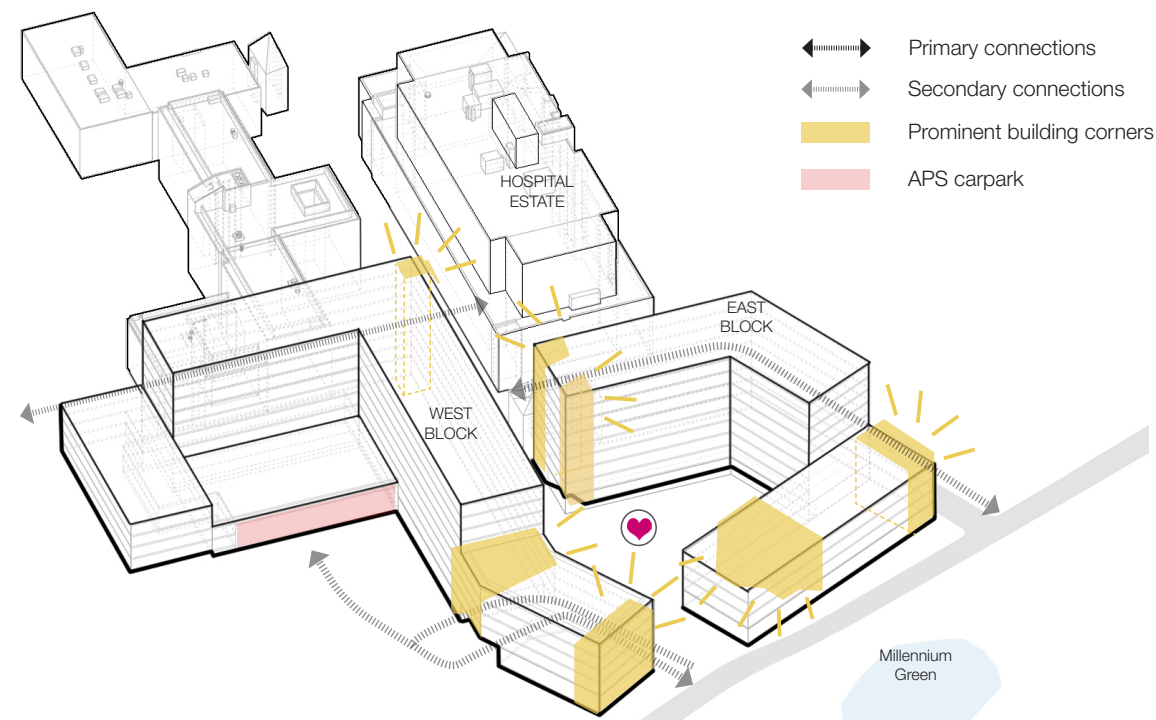 Primary connections
Secondary connections
Prominent building corners
APS carpark
HOSPITAL
ESTATE
EAST
BLOCK
WEST
BLOCK
Millennium
Green